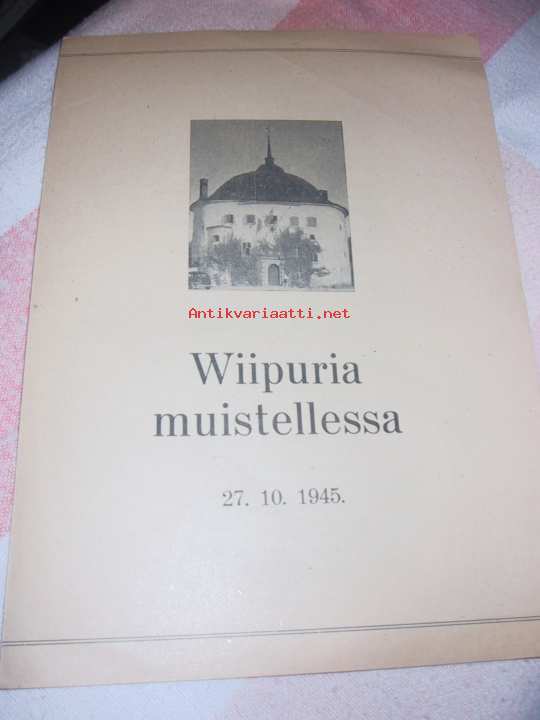 Antikvariaatti.net
Wiipuria
muistellessa
27. 10. 1945.